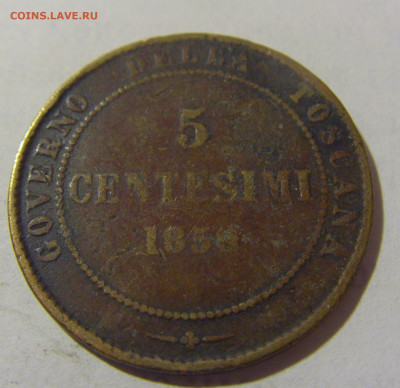 COINS.LAVE.RU
GOVERNO DELLA TOSCANA
5
CENTESIMI